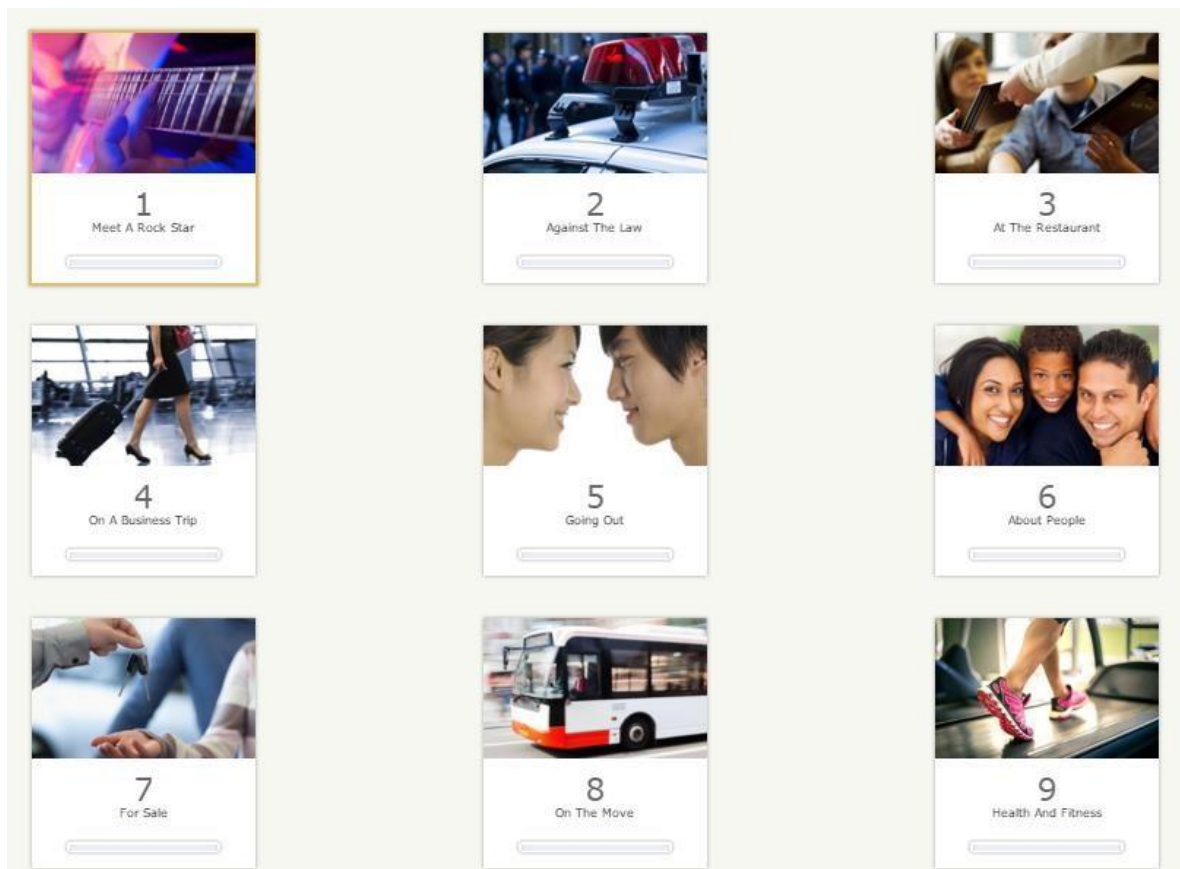 1
Meet A Rock Star
2
Against The Law
3
At The Restaurant
4
On A Business Trip
5
Going Out
6
About People
7
For Sale
8
On The Move
9
Health And Fitness